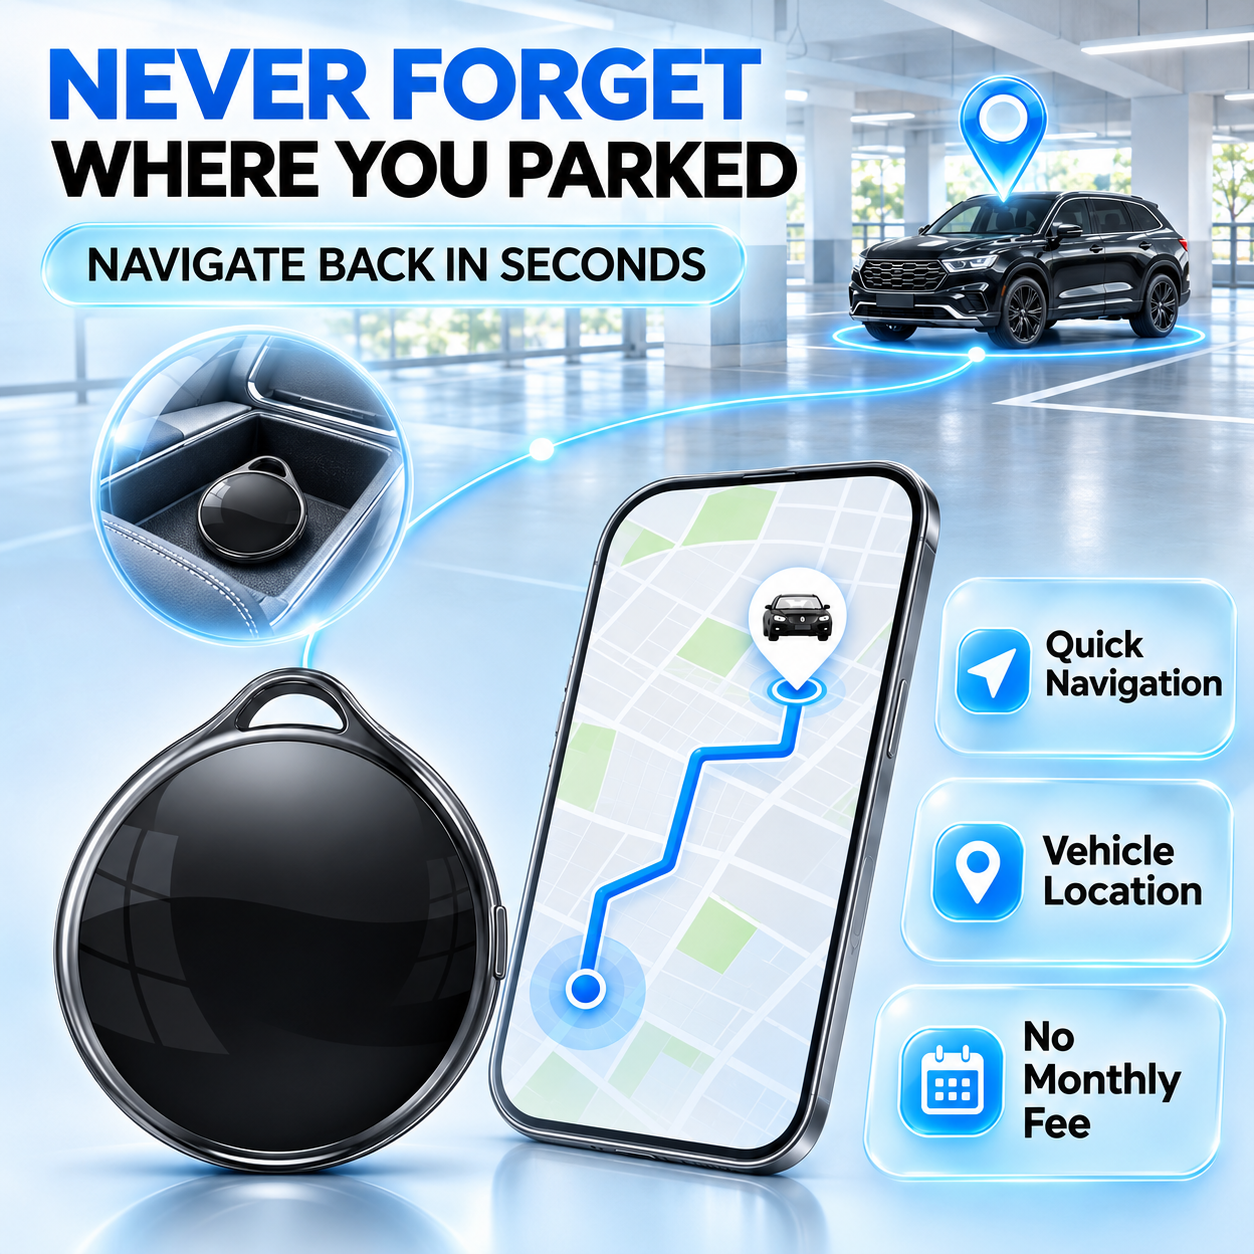 NEVER FORGET
WHERE YOU PARKED
NAVIGATE BACK IN SECONDS
Quick
Navigation
Vehicle
Location
No
Monthly
Fee